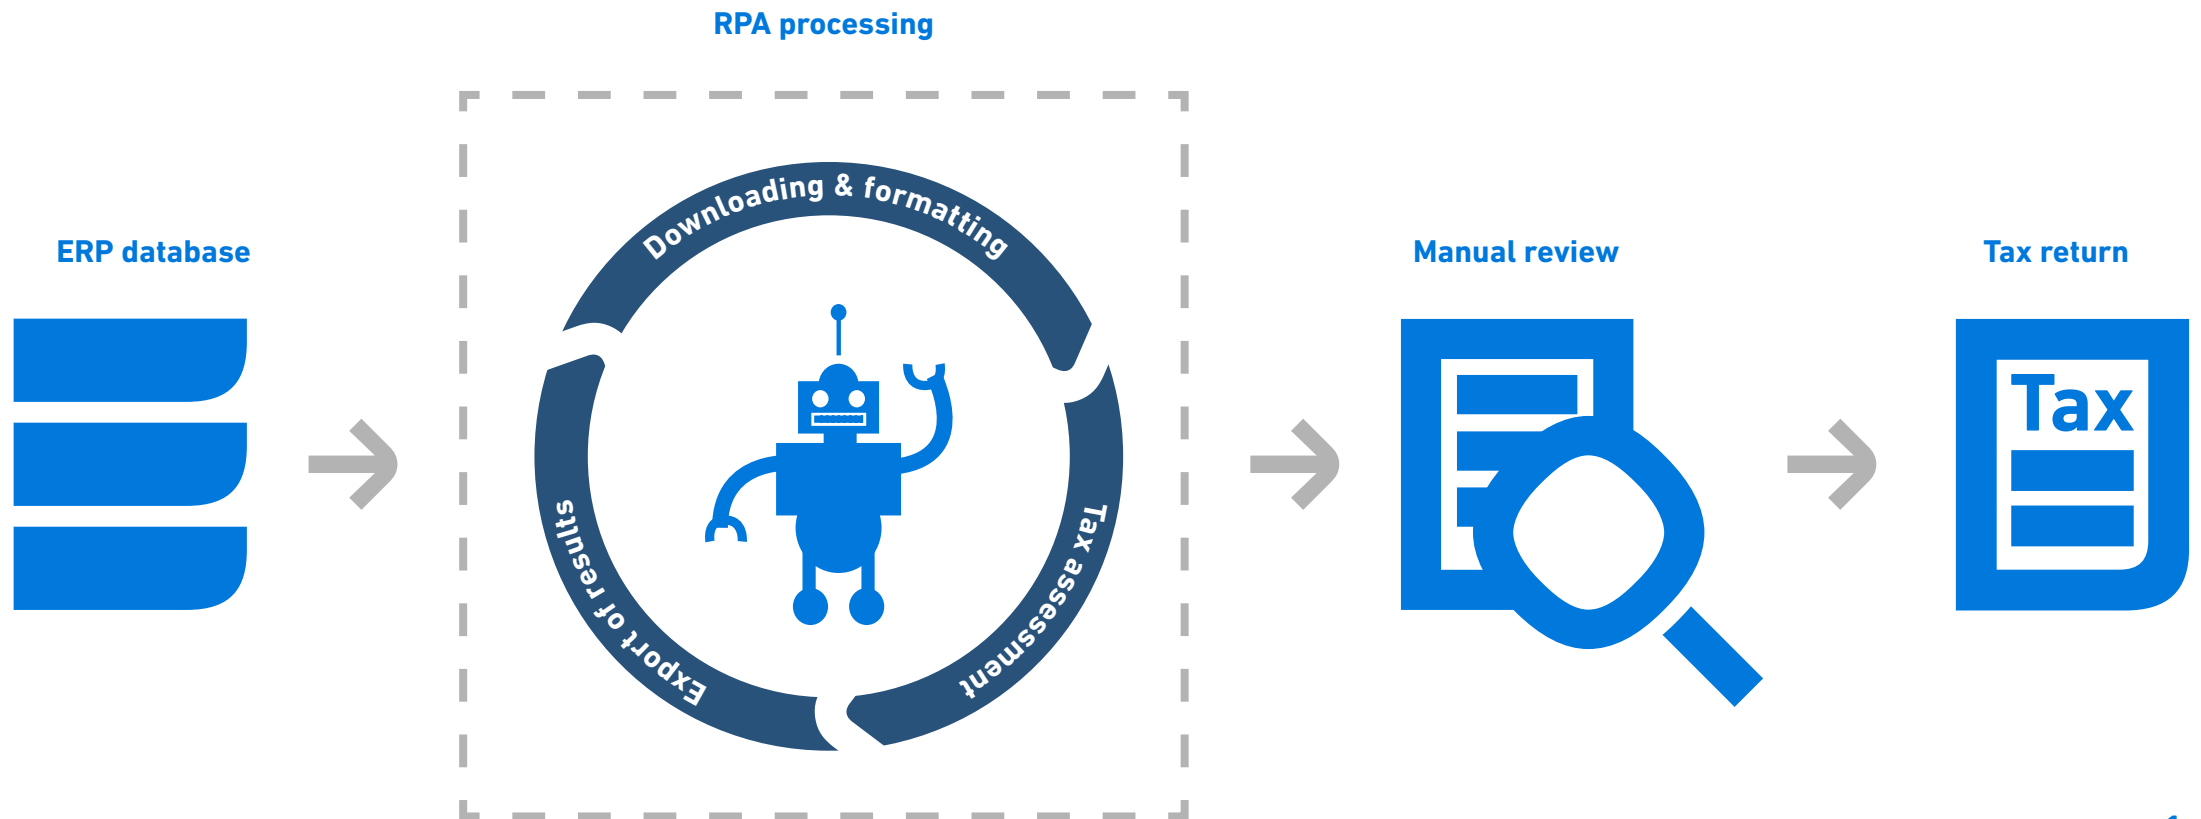 RPA processing
ERP database
Downloading & formatting
Tax assessment
Export of results
Manual review
Tax return
Tax